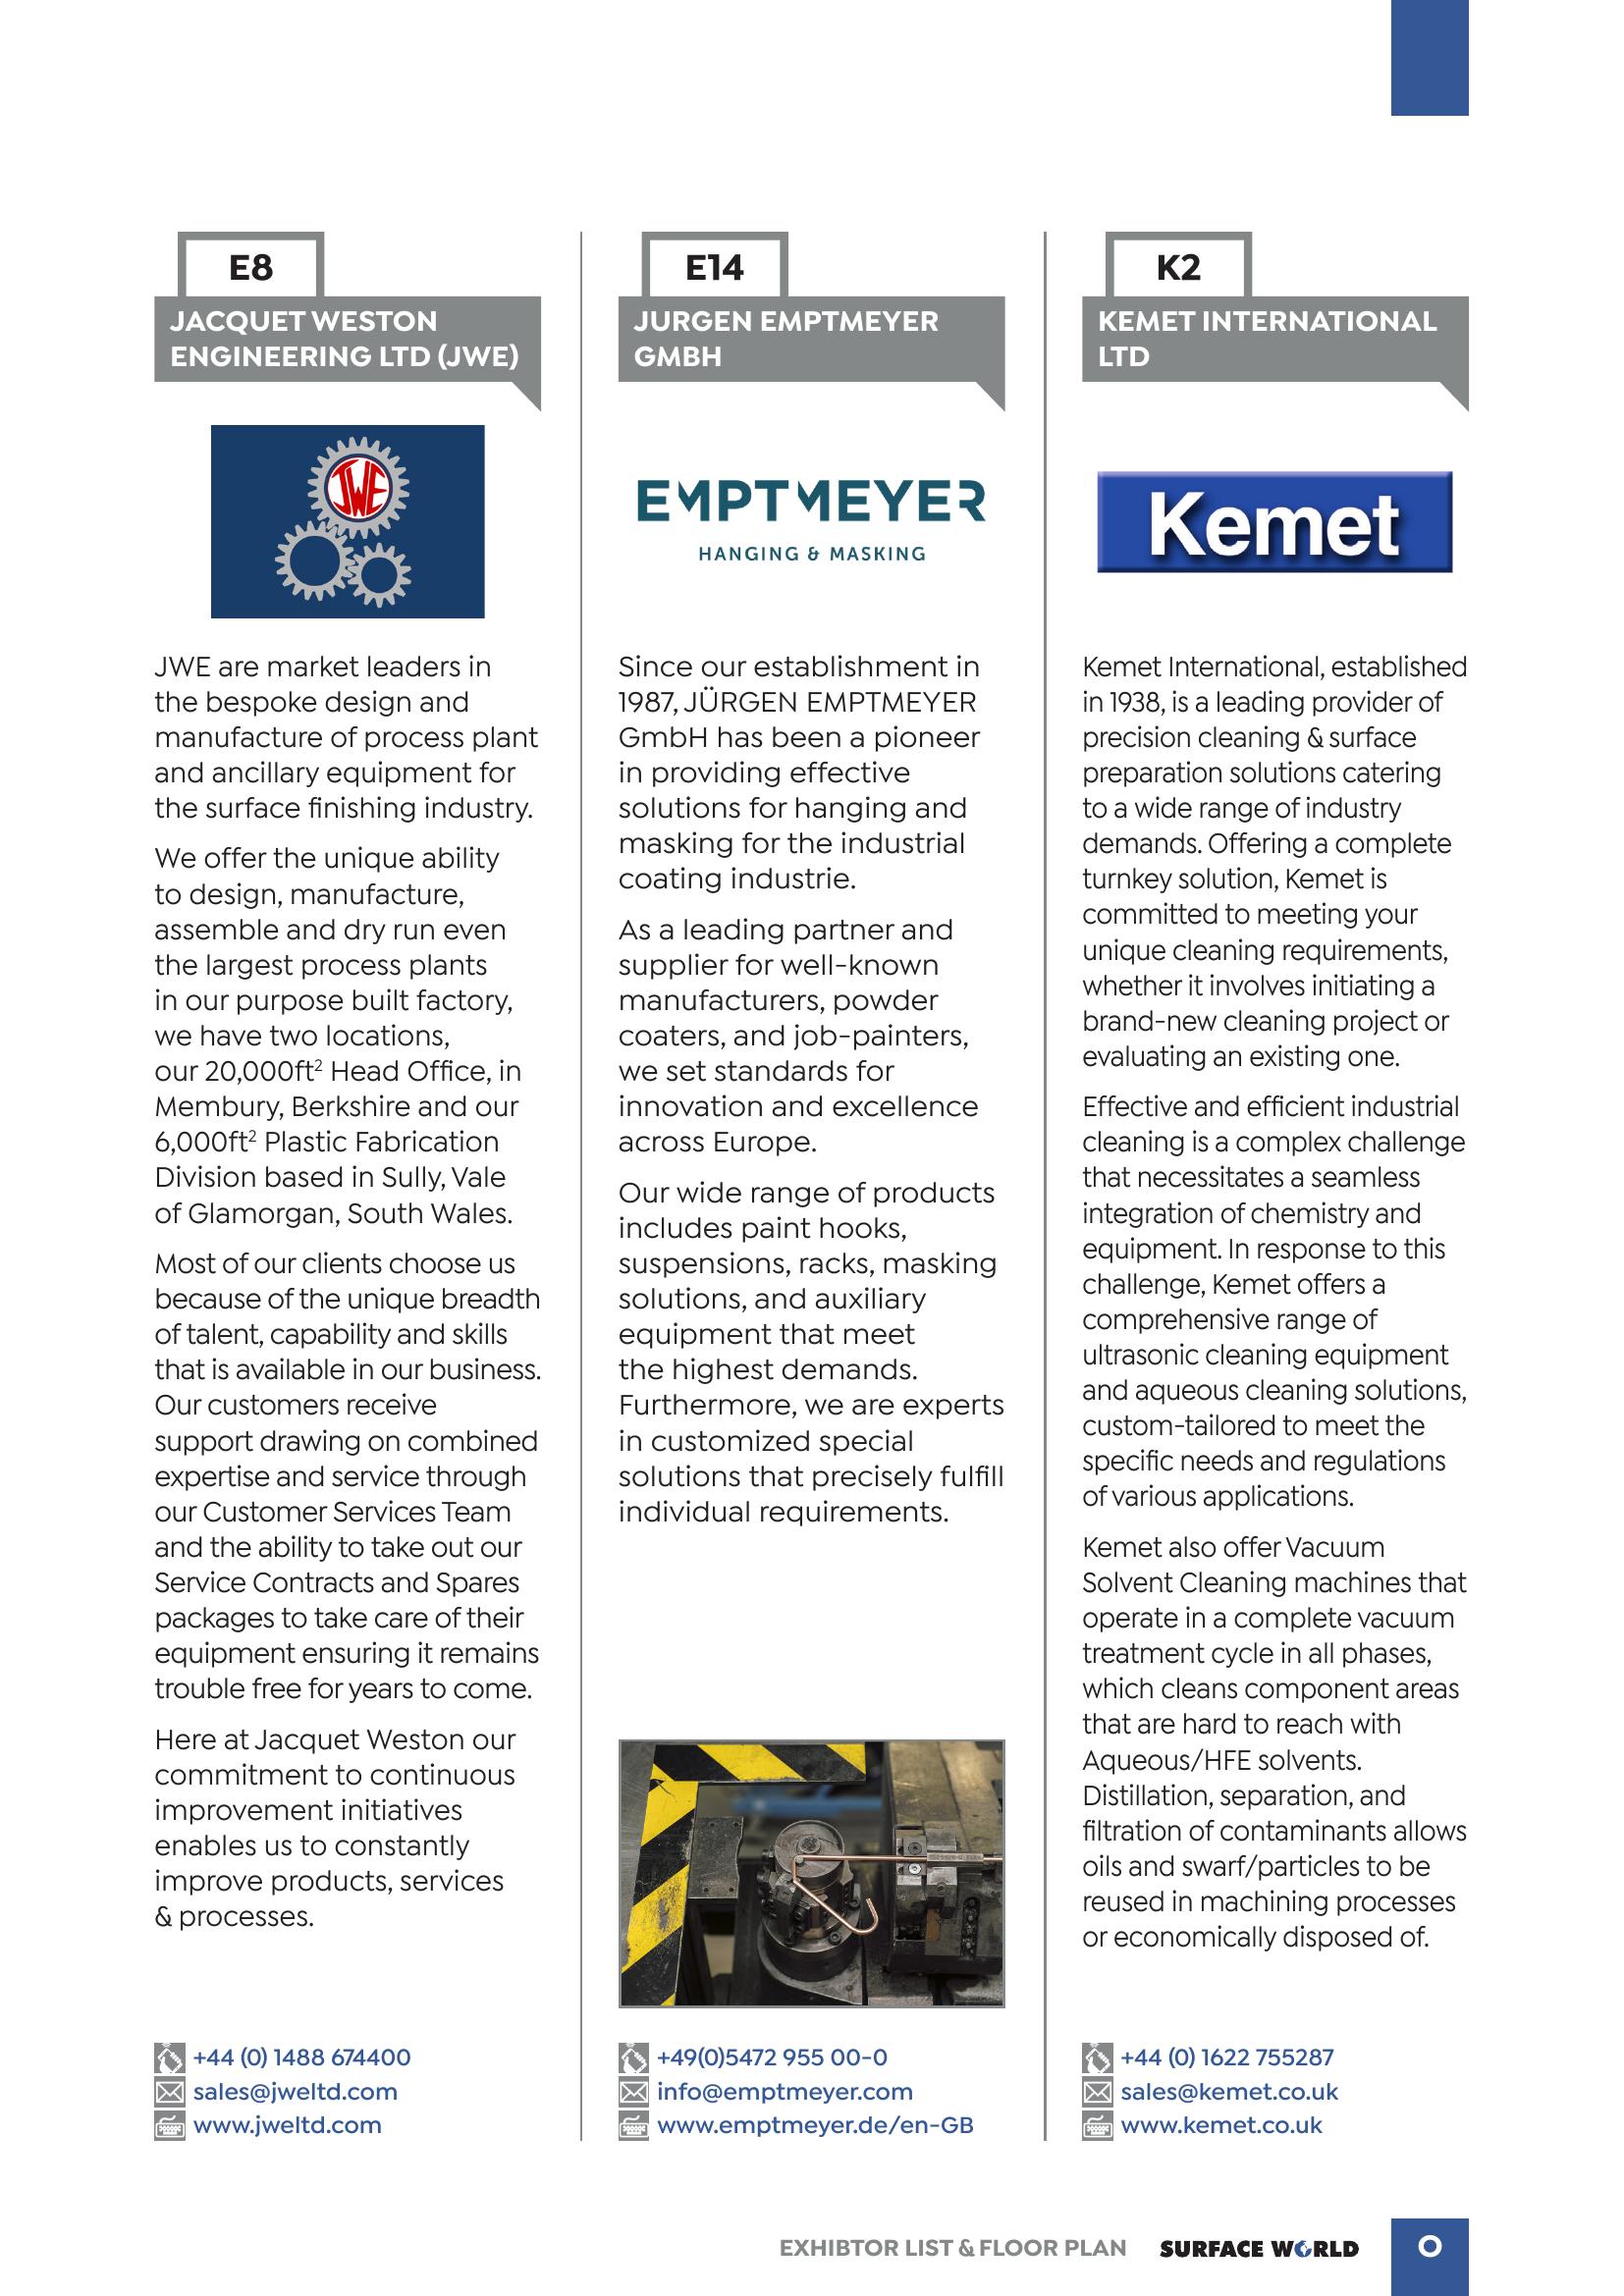 E8
JACQUET WESTON
ENGINEERING LTD (JWE)
JWE
JWE are market leaders in
the bespoke design and
manufacture of process plant
and ancillary equipment for
the surface finishing industry.
We offer the unique ability
to design, manufacture,
assemble and dry run even
the largest process plants
in our purpose built factory,
we have two locations,
our 20,000ft² Head Office, in
Membury, Berkshire and our
6,000ft² Plastic Fabrication
Division based in Sully, Vale
of Glamorgan, South Wales.
Most of our clients choose us
because of the unique breadth
of talent, capability and skills
that is available in our business.
Our customers receive
support drawing on combined
expertise and service through
our Customer Services Team
and the ability to take out our
Service Contracts and Spares
packages to take care of their
equipment ensuring it remains
trouble free for years to come.
Here at Jacquet Weston our
commitment to continuous
improvement initiatives
enables us to constantly
improve products, services
& processes.
+44 (0) 1488 674400
sales@jweltd.com
www.jweltd.com
E14
JURGEN EMPTMEYER
GMBH
EMPTMEYER
HANGING & MASKING
Since our establishment in
1987, JÜRGEN EMPTMEYER
GmbH has been a pioneer
in providing effective
solutions for hanging and
masking for the industrial
coating industrie.
As a leading partner and
supplier for well-known
manufacturers, powder
coaters, and job-painters,
we set standards for
innovation and excellence
across Europe.
Our wide range of products
includes paint hooks,
suspensions, racks, masking
solutions, and auxiliary
equipment that meet
the highest demands.
Furthermore, we are experts
in customized special
solutions that precisely fulfill
individual requirements.
+49(0)5472 955 00-0
info@emptmeyer.com
www.emptmeyer.de/en-GB
K2
KEMET INTERNATIONAL
LTD
Kemet
Kemet International, established
in 1938, is a leading provider of
precision cleaning & surface
preparation solutions catering
to a wide range of industry
demands. Offering a complete
turnkey solution, Kemet is
committed to meeting your
unique cleaning requirements,
whether it involves initiating a
brand-new cleaning project or
evaluating an existing one.
Effective and efficient industrial
cleaning is a complex challenge
that necessitates a seamless
integration of chemistry and
equipment. In response to this
challenge, Kemet offers a
comprehensive range of
ultrasonic cleaning equipment
and aqueous cleaning solutions,
custom-tailored to meet the
specific needs and regulations
of various applications.
Kemet also offer Vacuum
Solvent Cleaning machines that
operate in a complete vacuum
treatment cycle in all phases,
which cleans component areas
that are hard to reach with
Aqueous/HFE solvents.
Distillation, separation, and
filtration of contaminants allows
oils and swarf/particles to be
reused in machining processes
or economically disposed of.
+44 (0) 1622 755287
sales@kemet.co.uk
www.kemet.co.uk
EXHIBTOR LIST & FLOOR PLAN SURFACE WORLD O